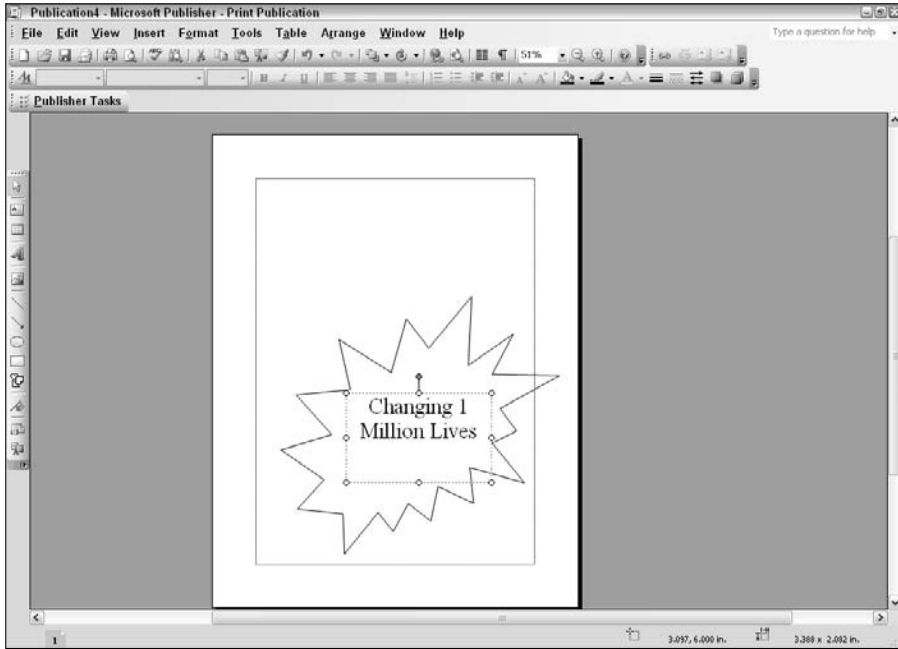 Publication4 - Microsoft Publisher - Print Publication
File Edit View Insert Format Tools Table Arrange Window Help
Type a question for help
51%
Publisher Tasks
Changing 1
Million Lives
1
3.097, 6.000 in.
3.388 x 2.082 in.